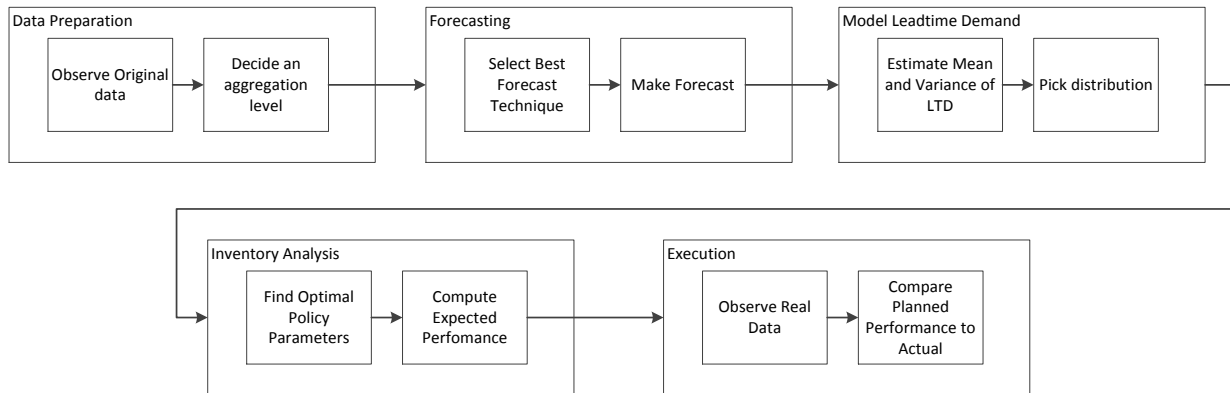 Data Preparation
Observe Original
data
Decide an
aggregation
level
Forecasting
Select Best
Forecast
Technique
Make Forecast
Model Leadtime Demand
Estimate Mean
and Variance of
LTD
Pick distribution
Inventory Analysis
Find Optimal
Policy
Parameters
Compute
Expected
Perfomance
Execution
Observe Real
Data
Compare
Planned
Performance to
Actual